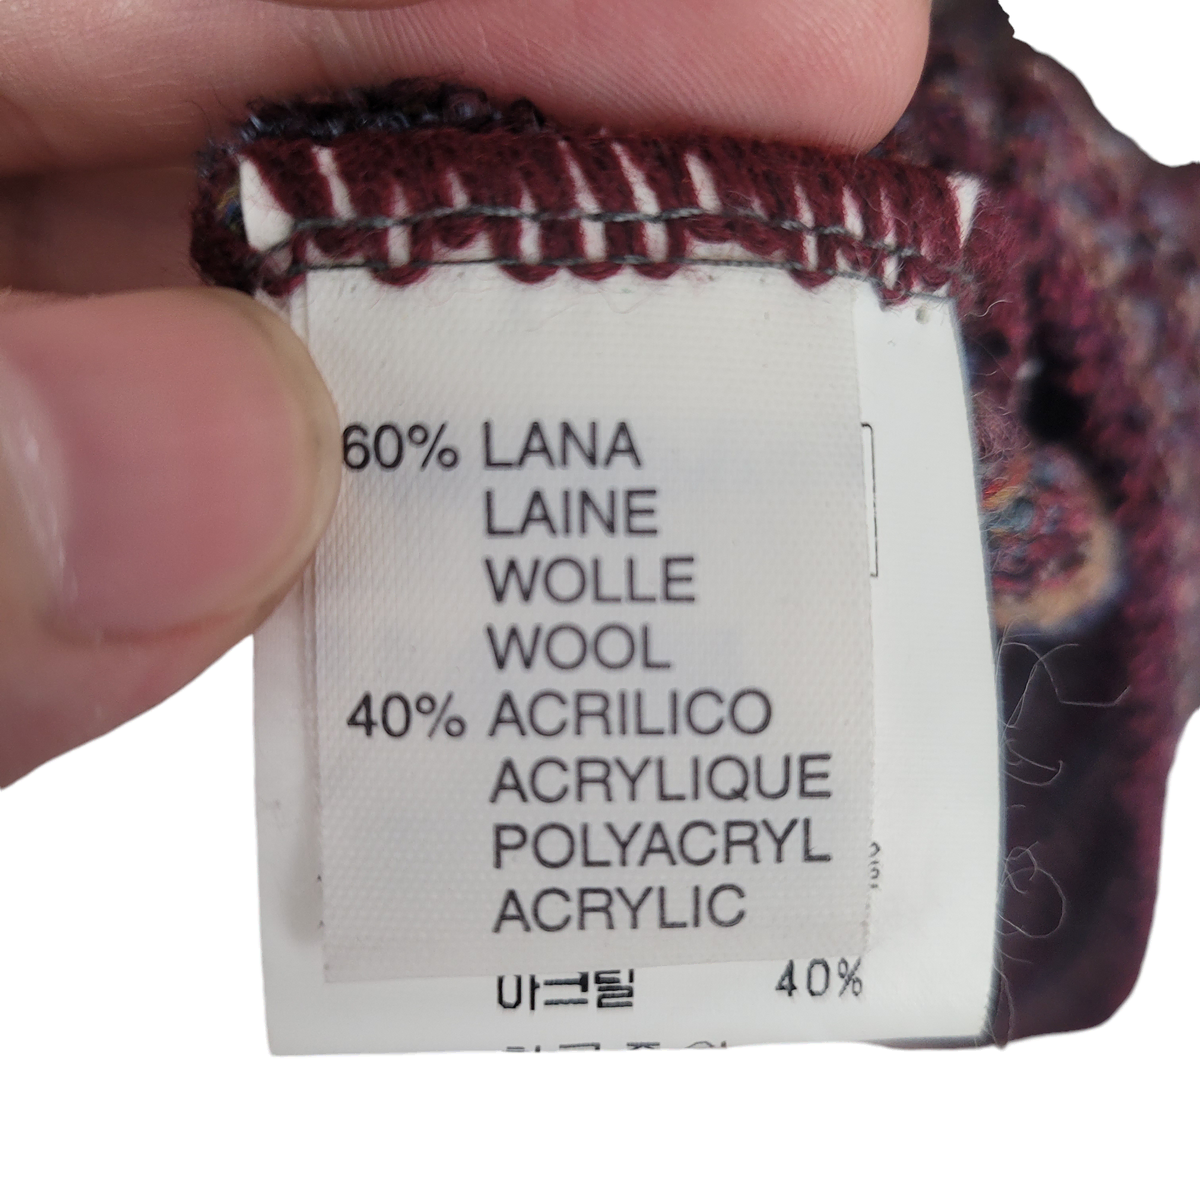 60% LANA
LAINE
WOLLE
WOOL
40% ACRILICO
ACRYLIQUE
POLYACRYL
ACRYLIC
40%